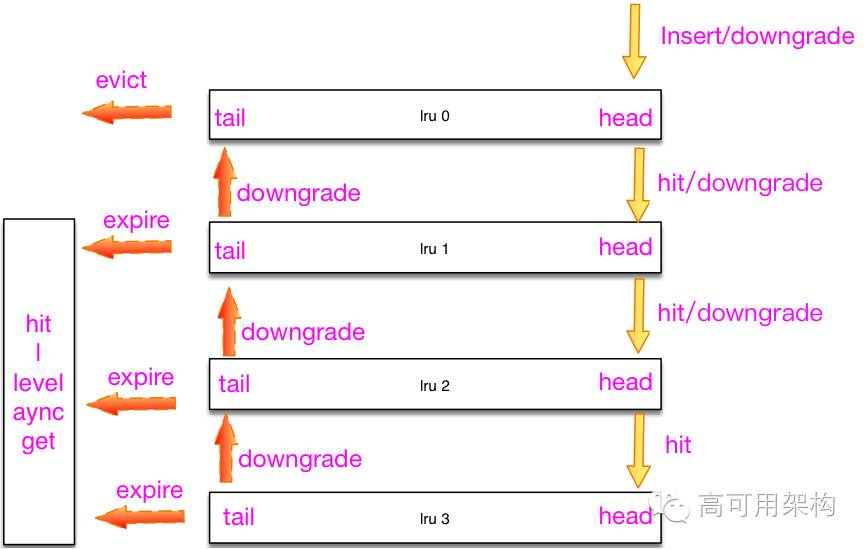 Insert/downgrade
evict
tail lru 0 head
downgrade
hit/downgrade
expire
tail lru 1 head
downgrade
hit/downgrade
expire
tail lru 2 head
downgrade
hit
expire
tail lru 3 head
hit
l
level
aync
get
高可用架构